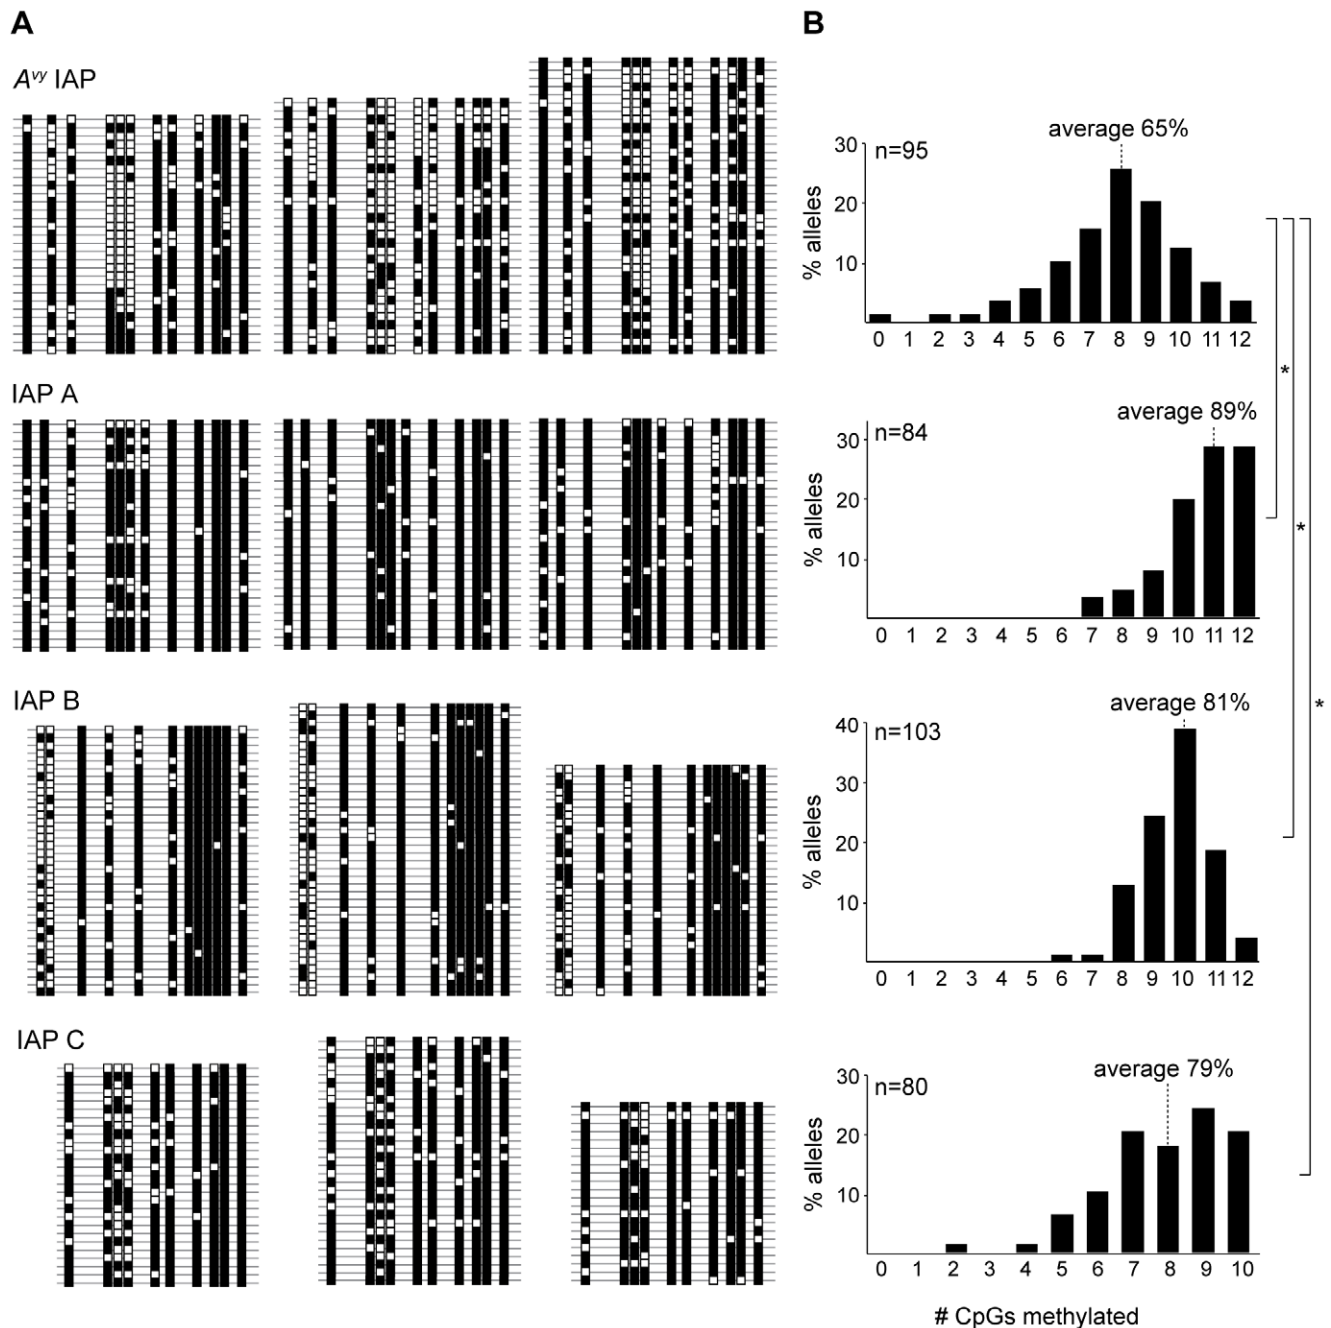 A
B
A^vy IAP
average 65%
n=95
30
20
10
% alleles
0 1 2 3 4 5 6 7 8 9 10 11 12
*
IAP A
average 89%
n=84
30
20
10
% alleles
0 1 2 3 4 5 6 7 8 9 10 11 12
*
IAP B
average 81%
n=103
40
30
20
10
% alleles
0 1 2 3 4 5 6 7 8 9 10 11 12
*
IAP C
average 79%
n=80
30
20
10
% alleles
0 1 2 3 4 5 6 7 8 9 10
# CpGs methylated